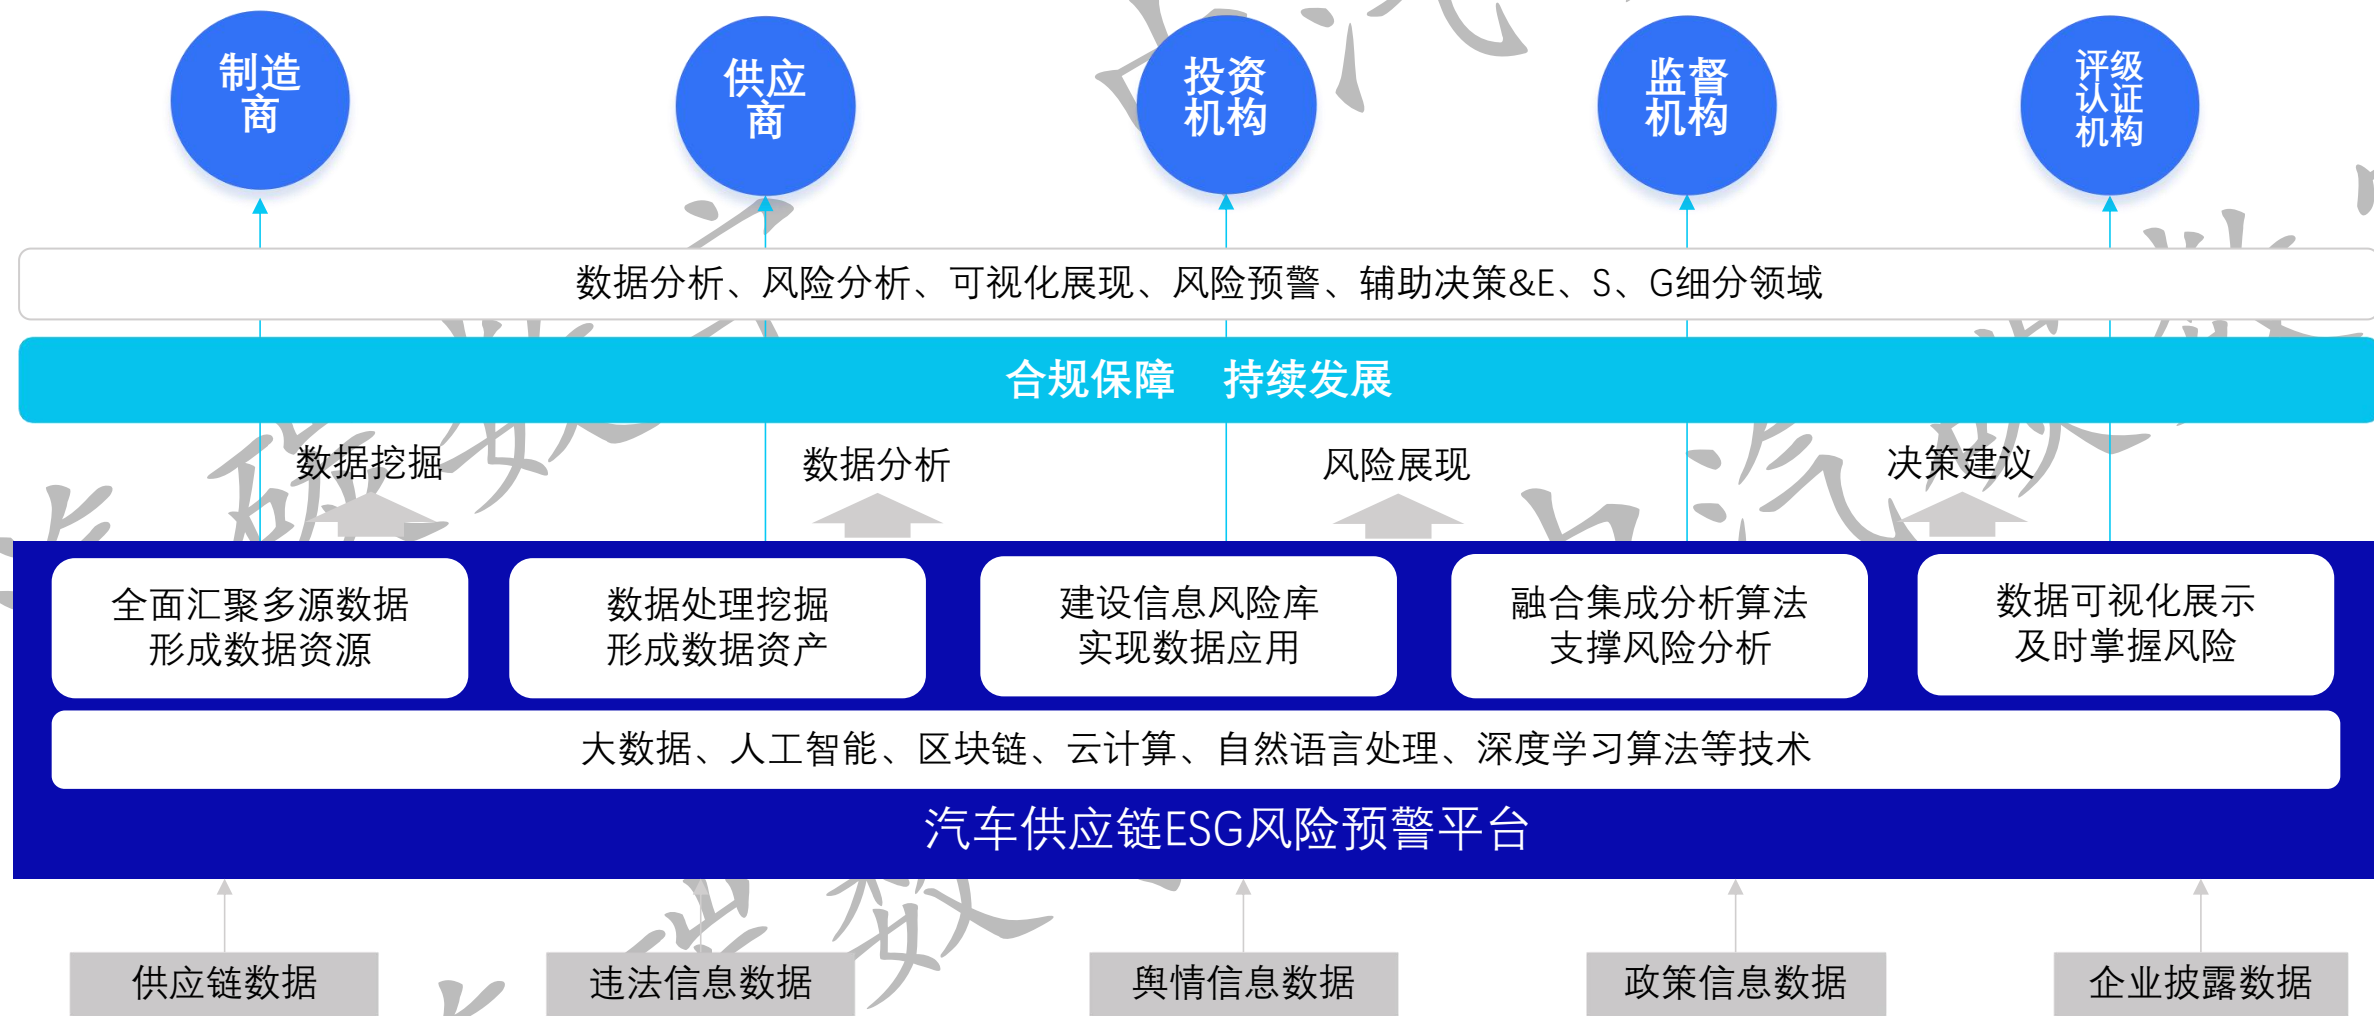 制造
商
供应
商
投资
机构
监督
机构
评级
认证
机构
数据分析、风险分析、可视化展现、风险预警、辅助决策&E、S、G细分领域
合规保障 持续发展
数据挖掘
数据分析
风险展现
决策建议
全面汇聚多源数据
形成数据资源
数据处理挖掘
形成数据资产
建设信息风险库
实现数据应用
融合集成分析算法
支撑风险分析
数据可视化展示
及时掌握风险
大数据、人工智能、区块链、云计算、自然语言处理、深度学习算法等技术
汽车供应链ESG风险预警平台
供应链数据
违法信息数据
舆情信息数据
政策信息数据
企业披露数据